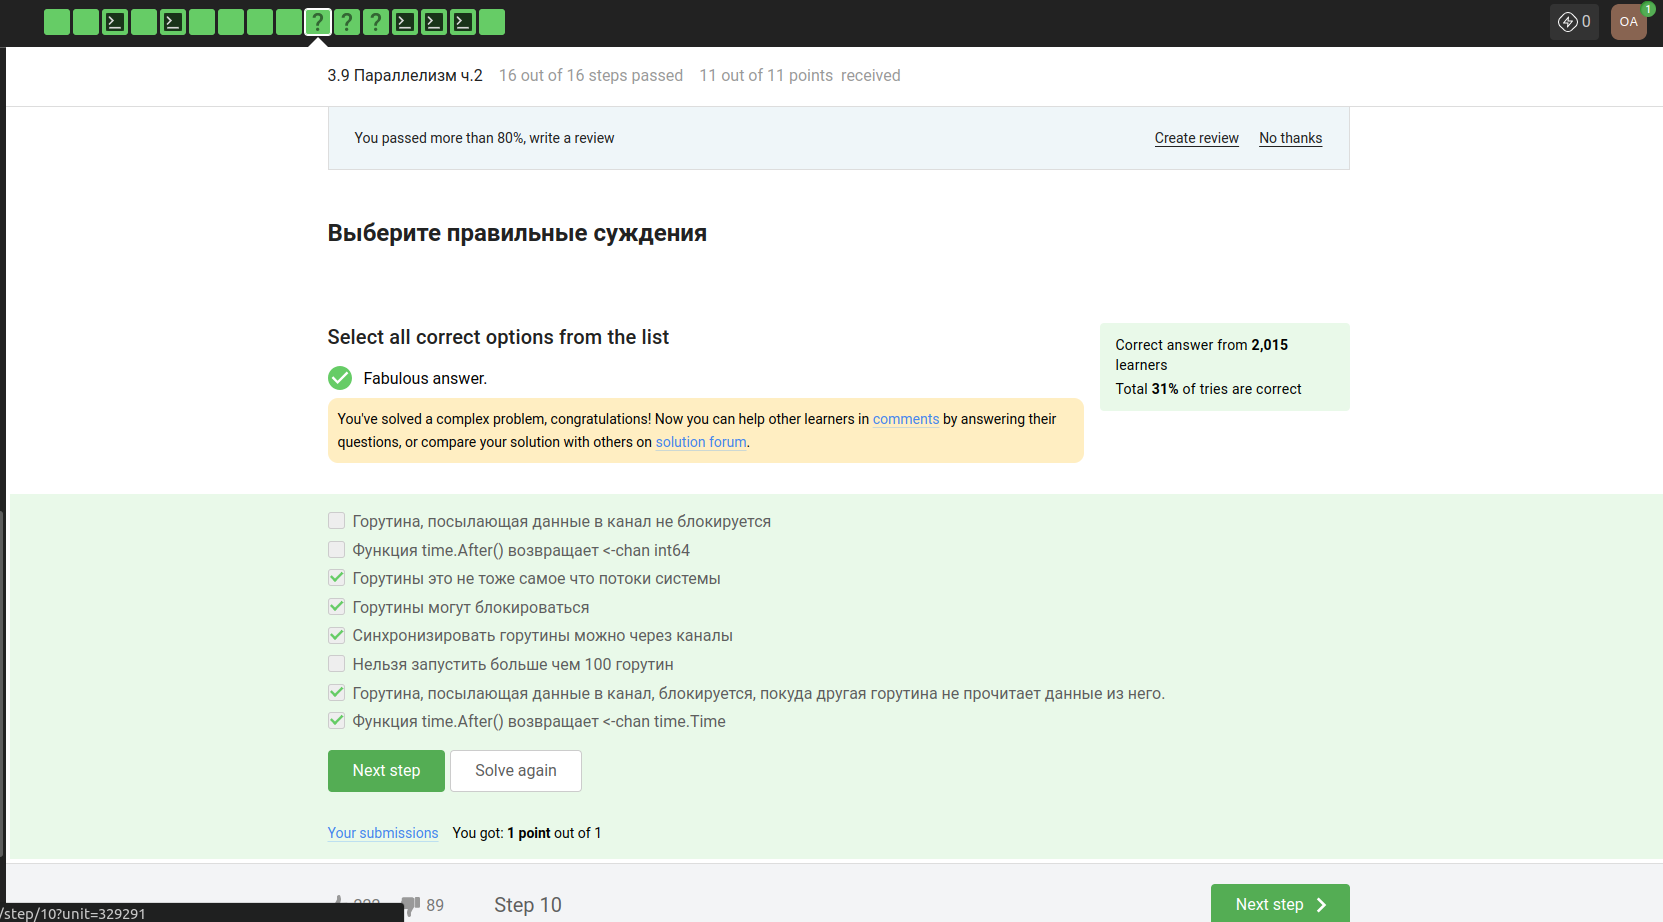 0
OA
1
3.9 Параллелизм ч.2 16 out of 16 steps passed 11 out of 11 points received
You passed more than 80%, write a review Create review No thanks
Выберите правильные суждения
Select all correct options from the list
Fabulous answer.
You've solved a complex problem, congratulations! Now you can help other learners in comments by answering their
questions, or compare your solution with others on solution forum.
Correct answer from 2,015
learners
Total 31% of tries are correct
Горутина, посылающая данные в канал не блокируется
Функция time.After() возвращает <-chan int64
Горутины это не тоже самое что потоки системы
Горутины могут блокироваться
Синхронизировать горутины можно через каналы
Нельзя запустить больше чем 100 горутин
Горутина, посылающая данные в канал, блокируется, покуда другая горутина не прочитает данные из него.
Функция time.After() возвращает <-chan time.Time
Next step Solve again
Your submissions You got: 1 point out of 1
89 Step 10 Next step
/step/10?unit=329291